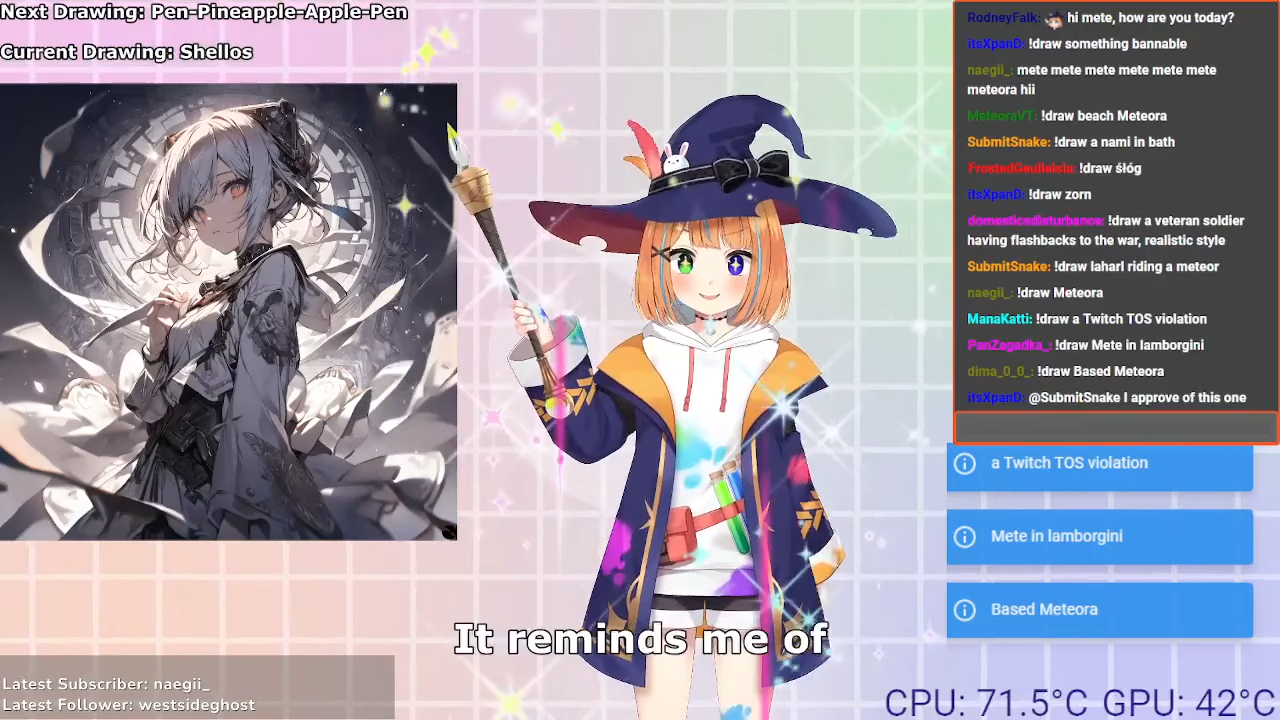 Next Drawing: Pen-Pineapple-Apple-Pen
Current Drawing: Shellos
RodneyFalk: hi mete, how are you today?
itsXpanD: !draw something bannable
naegii_: mete mete mete mete mete mete
meteora hii
MeteoraVT: !draw beach Meteora
SubmitSnake: !draw a nami in bath
FrostedGeulleisia: !draw śłóg
itsXpanD: !draw zorn
domesticsdisturbance: !draw a veteran soldier
having flashbacks to the war, realistic style
SubmitSnake: !draw laharl riding a meteor
naegii_: !draw Meteora
ManaKatti: !draw a Twitch TOS violation
PanZagadka_: !draw Mete in lamborgini
dima_0_0_: !draw Based Meteora
itsXpanD: @SubmitSnake I approve of this one
a Twitch TOS violation
Mete in lamborgini
Based Meteora
It reminds me of
Latest Subscriber: naegii_
Latest Follower: westsideghost
CPU: 71.5°C GPU: 42°C